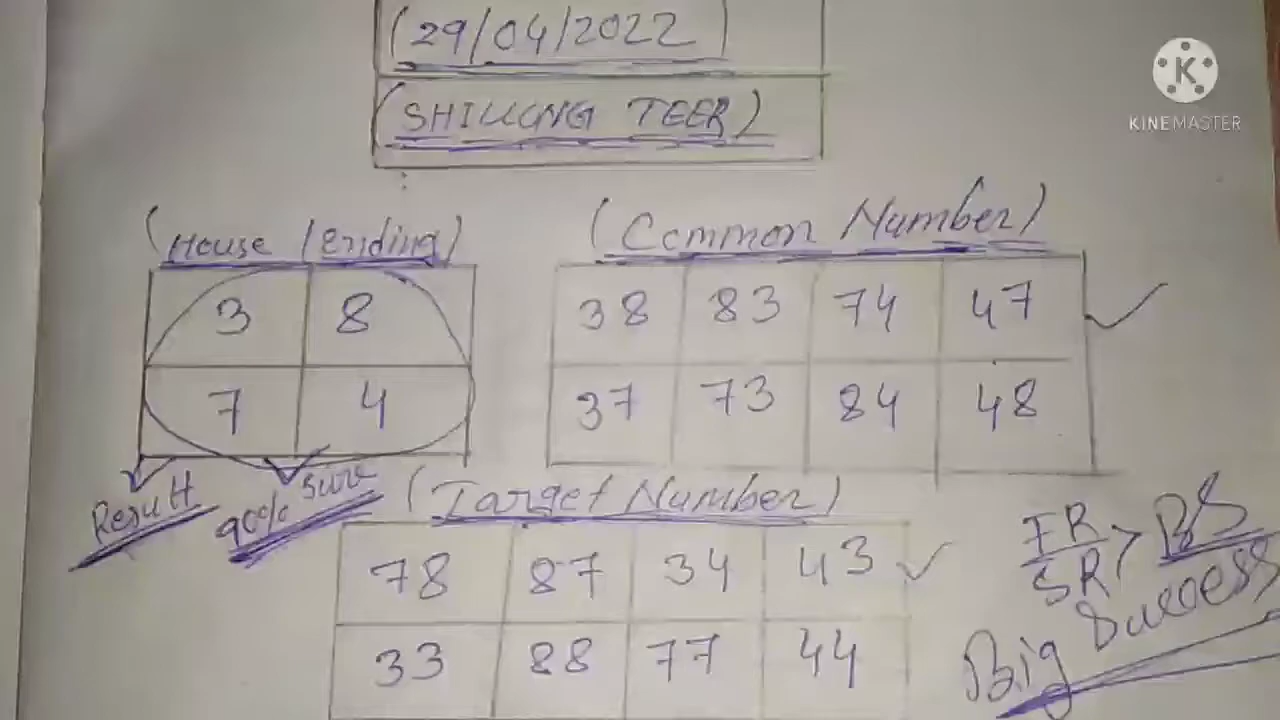 (29/04/2022)
(SHILLONG TEER)
KINEMASTER
(House / Ending)
3 8
7 4
Result 90% Sure
(Common Number)
38 83 74 47
37 73 84 48
(Target Number)
78 87 34 43
33 88 77 44
FR
SR > BS
Big Success